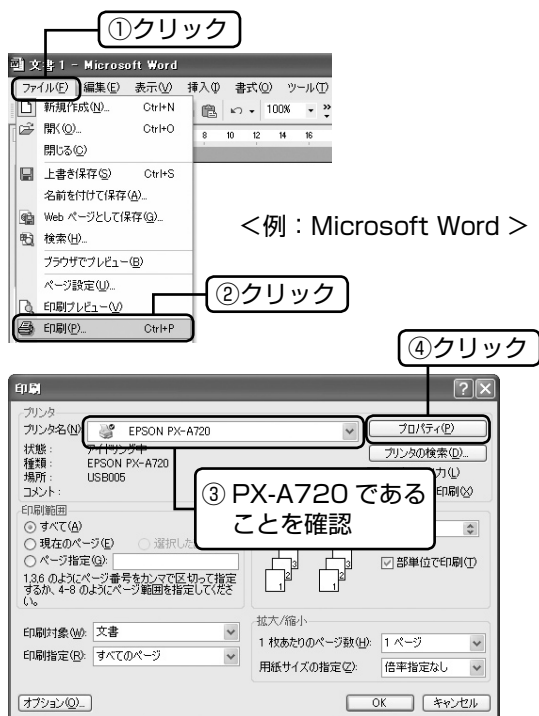 ①クリック
文書 1 - Microsoft Word
ファイル(F) 編集(E) 表示(V) 挿入(I) 書式(O) ツール(T)
新規作成(N)... Ctrl+N
100%
開く(O)... Ctrl+O
8 10 12 14 16
閉じる(C)
上書き保存(S) Ctrl+S
名前を付けて保存(A)...
Web ページとして保存(G)...
<例：Microsoft Word >
検索(H)...
ブラウザでプレビュー(B)
ページ設定(U)...
②クリック
印刷プレビュー(V)
印刷(P)... Ctrl+P
④クリック
印刷
プリンタ
プリンタ名(N): EPSON PX-A720
プロパティ(P)
状態： アイドリング中
プリンタの検索(D)...
種類： EPSON PX-A720
力(L)
場所： USB005
印刷(X)
コメント：
③ PX-A720 である
ことを確認
印刷範囲
すべて(A)
現在のページ(E) 選択した
ページ指定(G):
部単位で印刷(T)
1,3,6 のようにページ番号をカンマで区切って指定
するか、4-8 のようにページ範囲を指定してくださ
い。
拡大/縮小
印刷対象(W): 文書
1 枚あたりのページ数(H): 1 ページ
印刷指定(R): すべてのページ
用紙サイズの指定(Z): 倍率指定なし
オプション(O)... OK キャンセル